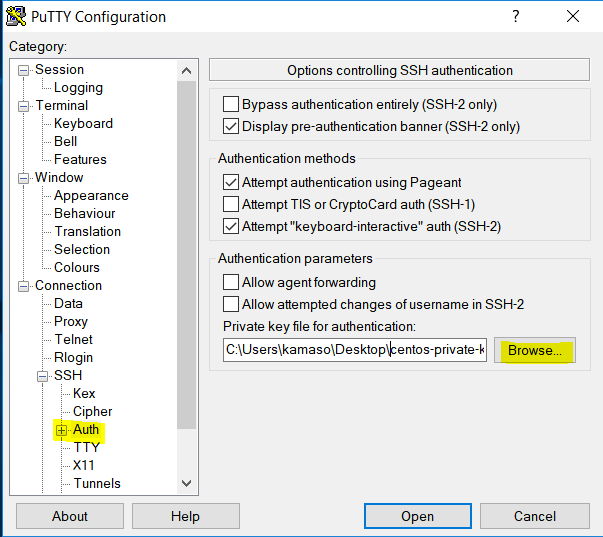 PuTTY Configuration
?
Category:
Session
Logging
Terminal
Keyboard
Bell
Features
Window
Appearance
Behaviour
Translation
Selection
Colours
Connection
Data
Proxy
Telnet
Rlogin
SSH
Kex
Cipher
Auth
TTY
X11
Tunnels
Options controlling SSH authentication
Bypass authentication entirely (SSH-2 only)
Display pre-authentication banner (SSH-2 only)
Authentication methods
Attempt authentication using Pageant
Attempt TIS or CryptoCard auth (SSH-1)
Attempt "keyboard-interactive" auth (SSH-2)
Authentication parameters
Allow agent forwarding
Allow attempted changes of username in SSH-2
Private key file for authentication:
C:\Users\kamaso\Desktop\centos-private-k
Browse...
About
Help
Open
Cancel